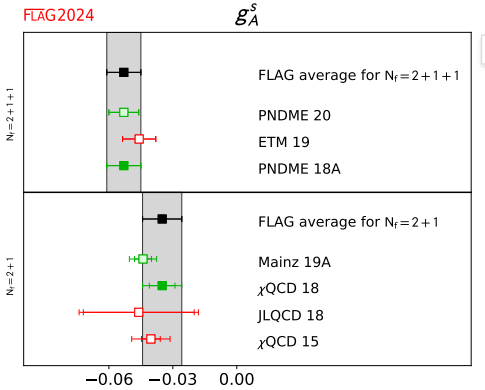 FLAG2024
g_A^s
N_f=2+1+1
FLAG average for N_f=2+1+1
PNDME 20
ETM 19
PNDME 18A
N_f=2+1
FLAG average for N_f=2+1
Mainz 19A
χQCD 18
JLQCD 18
χQCD 15
−0.06 −0.03 0.00